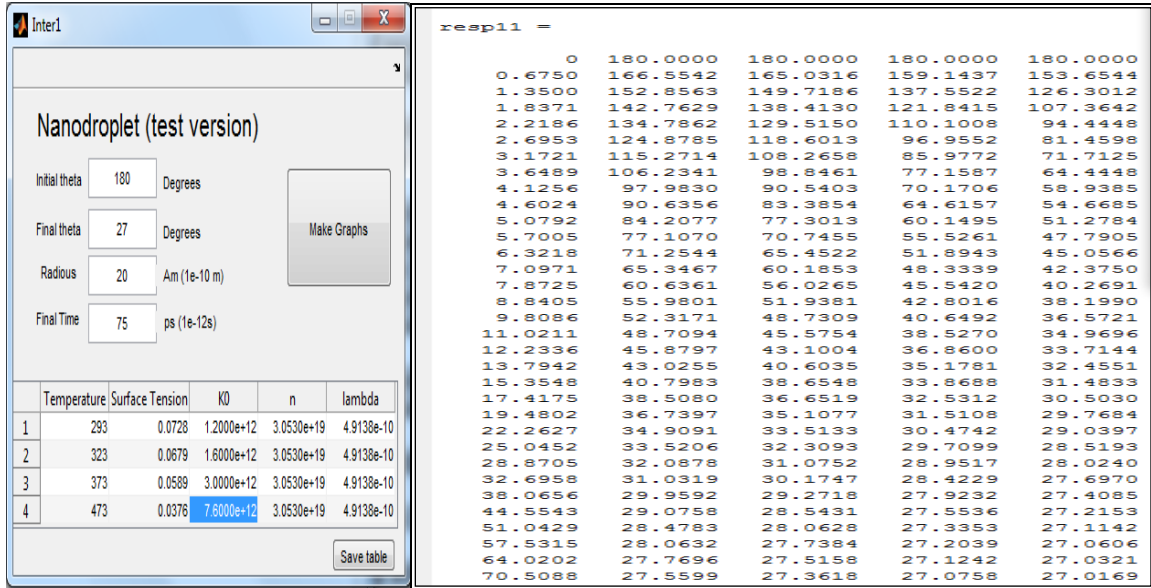 Inter1
Nanodroplet (test version)
Initial theta 180 Degrees
Final theta 27 Degrees
Make Graphs
Radious 20 Am (1e-10 m)
Final Time 75 ps (1e-12s)
Temperature Surface Tension K0 n lambda
1 293 0.0728 1.2000e+12 3.0530e+19 4.9138e-10
2 323 0.0679 1.6000e+12 3.0530e+19 4.9138e-10
3 373 0.0589 3.0000e+12 3.0530e+19 4.9138e-10
4 473 0.0376 7.6000e+12 3.0530e+19 4.9138e-10
Save table
resp11 =
0 180.0000 180.0000 180.0000 180.0000
0.6750 166.5542 165.0316 159.1437 153.6544
1.3500 152.8563 149.7186 137.5522 126.3012
1.8371 142.7629 138.4130 121.8415 107.3642
2.2186 134.7862 129.5150 110.1008 94.4448
2.6953 124.8785 118.6013 96.9552 81.4598
3.1721 115.2714 108.2658 85.9772 71.7125
3.6489 106.2341 98.8461 77.1587 64.4448
4.1256 97.9830 90.5403 70.1706 58.9385
4.6024 90.6356 83.3854 64.6157 54.6685
5.0792 84.2077 77.3013 60.1495 51.2784
5.7005 77.1070 70.7455 55.5261 47.7905
6.3218 71.2544 65.4522 51.8943 45.0566
7.0971 65.3467 60.1853 48.3339 42.3750
7.8725 60.6361 56.0265 45.5420 40.2691
8.8405 55.9801 51.9381 42.8016 38.1990
9.8086 52.3171 48.7309 40.6492 36.5721
11.0211 48.7094 45.5754 38.5270 34.9696
12.2336 45.8797 43.1004 36.8600 33.7144
13.7942 43.0255 40.6035 35.1781 32.4551
15.3548 40.7983 38.6548 33.8688 31.4833
17.4175 38.5080 36.6519 32.5312 30.5030
19.4802 36.7397 35.1077 31.5108 29.7684
22.2627 34.9091 33.5133 30.4742 29.0397
25.0452 33.5206 32.3093 29.7099 28.5193
28.8705 32.0878 31.0752 28.9517 28.0240
32.6958 31.0319 30.1747 28.4229 27.6970
38.0656 29.9592 29.2718 27.9232 27.4085
44.5543 29.0758 28.5431 27.5536 27.2153
51.0429 28.4783 28.0628 27.3353 27.1142
57.5315 28.0632 27.7384 27.2039 27.0606
64.0202 27.7696 27.5158 27.1242 27.0321
70.5088 27.5599 27.3618 27.0758 27.0169